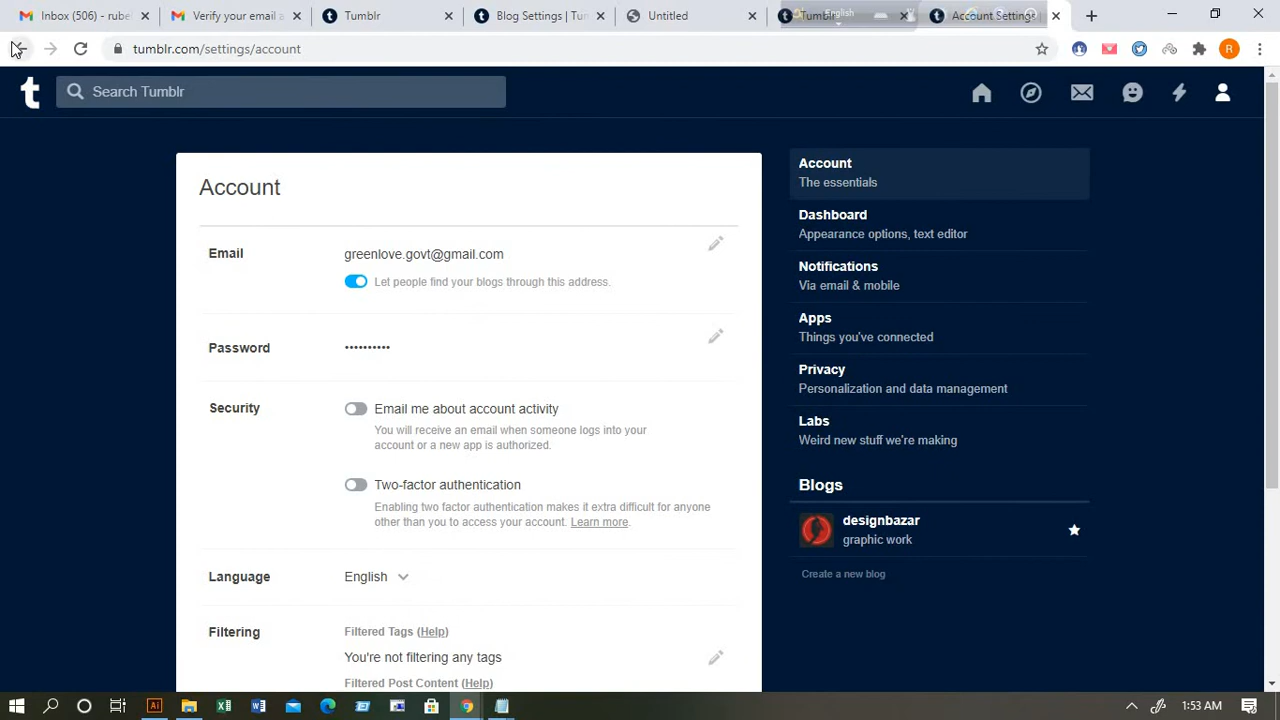 Inbox (506) - rube
Verify your email a
Tumblr
Blog Settings | Tum
Untitled
Tumblr
English
Account Settings |
tumblr.com/settings/account
R
t
Search Tumblr
Account
Email
greenlove.govt@gmail.com
Let people find your blogs through this address.
Password
••••••••••
Security
Email me about account activity
You will receive an email when someone logs into your
account or a new app is authorized.
Two-factor authentication
Enabling two factor authentication makes it extra difficult for anyone
other than you to access your account. Learn more.
Language
English
Filtering
Filtered Tags (Help)
You're not filtering any tags
Filtered Post Content (Help)
Account
The essentials
Dashboard
Appearance options, text editor
Notifications
Via email & mobile
Apps
Things you've connected
Privacy
Personalization and data management
Labs
Weird new stuff we're making
Blogs
designbazar
graphic work
Create a new blog
Ai
1:53 AM